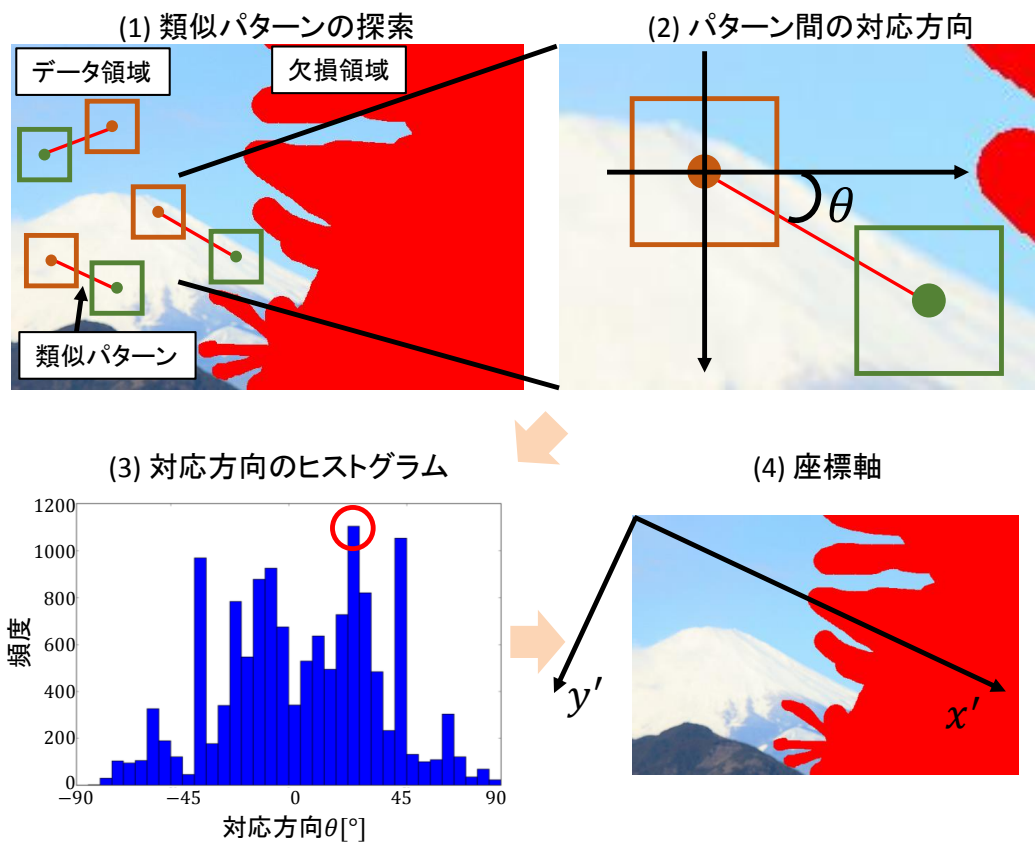 (1) 類似パターンの探索
データ領域
欠損領域
類似パターン
(2) パターン間の対応方向
θ
(3) 対応方向のヒストグラム
1200
1000
800
600
400
200
0
頻度
−90
−45
0
45
90
対応方向θ[°]
(4) 座標軸
y′
x′